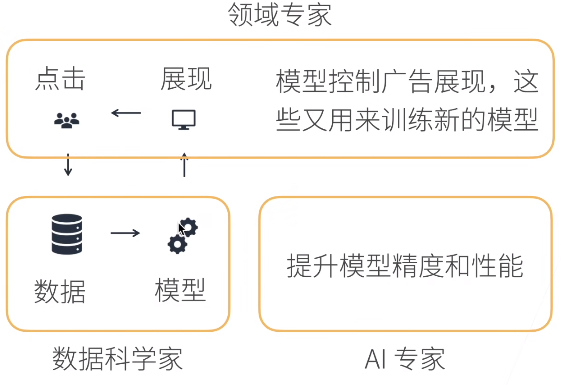 领域专家
点击
展现
模型控制广告展现，这
些又用来训练新的模型
数据
模型
提升模型精度和性能
数据科学家
AI 专家